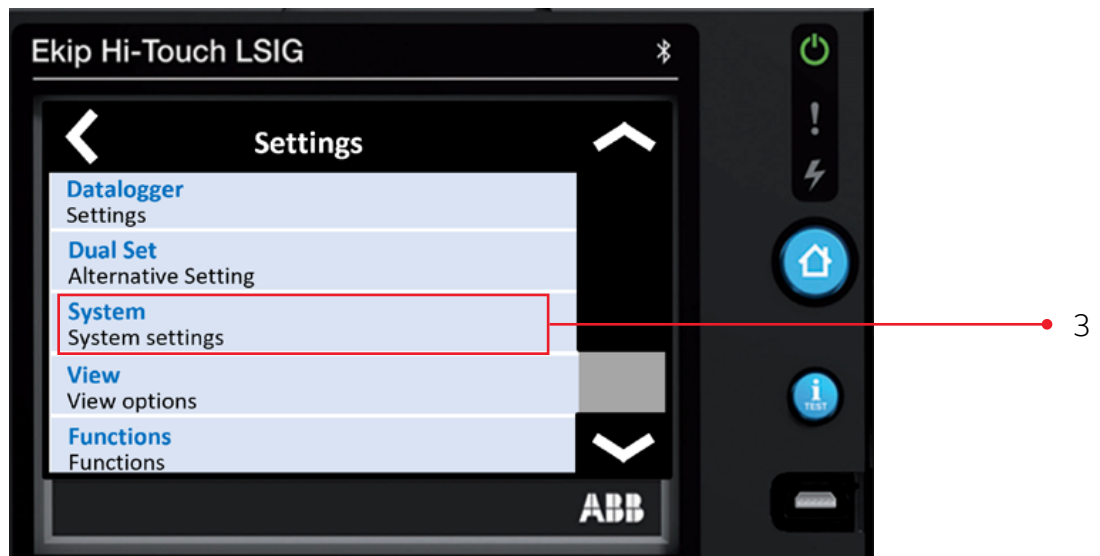 Ekip Hi-Touch LSIG
Settings
Datalogger
Settings
Dual Set
Alternative Setting
System
System settings
3
View
View options
Functions
Functions
i
TEST
ABB